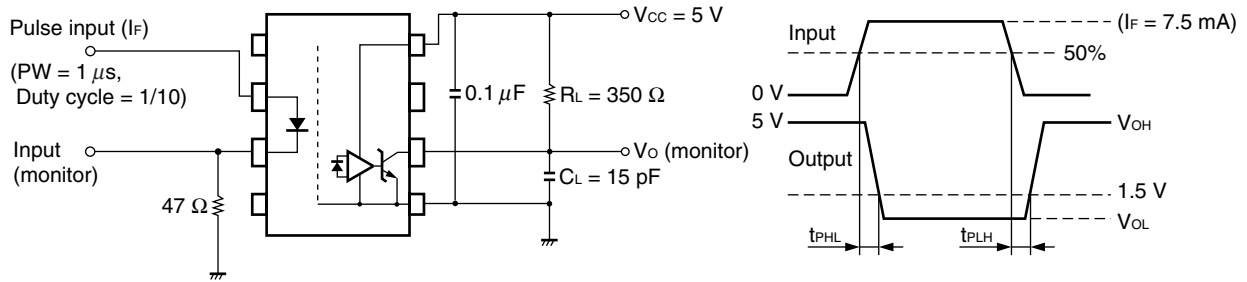 Pulse input (IF)
(PW = 1 μs,
Duty cycle = 1/10)
Input
(monitor)
47 Ω
VCC = 5 V
0.1 μF
RL = 350 Ω
VO (monitor)
CL = 15 pF
Input
(IF = 7.5 mA)
50%
0 V
5 V
VOH
Output
1.5 V
VOL
tPHL
tPLH